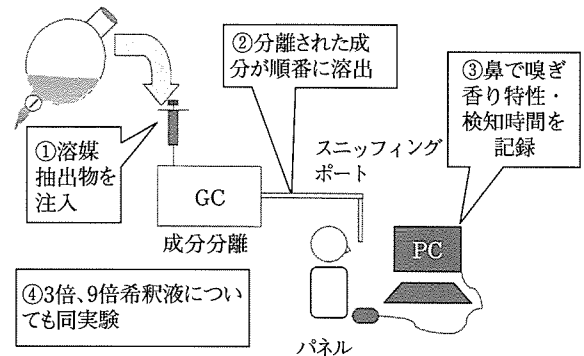 ①溶媒
抽出物を
注入
②分離された成
分が順番に溶出
③鼻で嗅ぎ
香り特性・
検知時間を
記録
スニッフィング
ポート
GC
成分分離
PC
④3倍、9倍希釈液につい
ても同実験
パネル